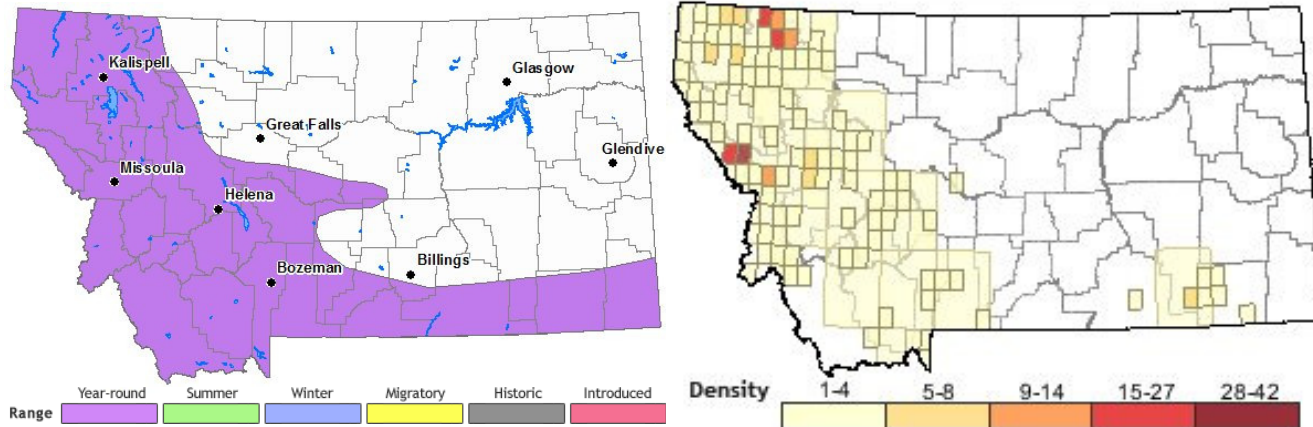 Kalispell
Glasgow
Great Falls
Glendive
Missoula
Helena
Bozeman
Billings
Range Year-round Summer Winter Migratory Historic Introduced
Density 1-4 5-8 9-14 15-27 28-42